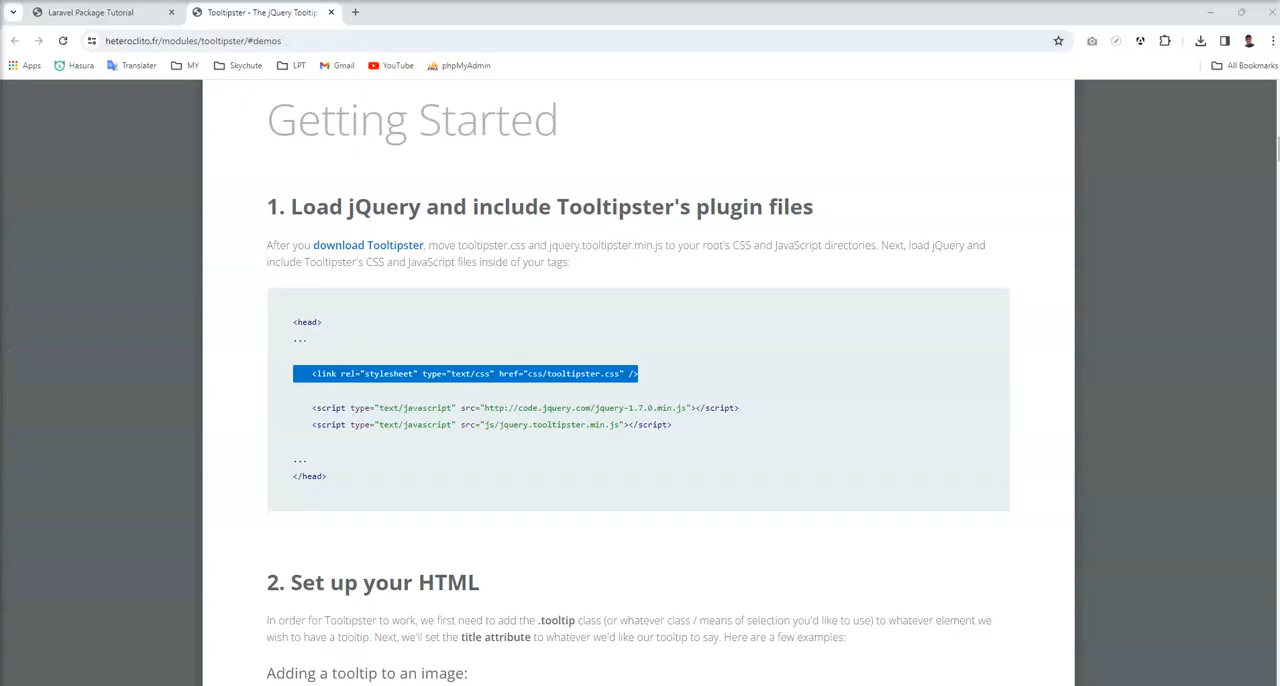 Laravel Package Tutorial
Tooltipster - The jQuery Tooltip
heteroclito.fr/modules/tooltipster/#demos
Apps Hasura Translater MY Skychute LPT Gmail YouTube phpMyAdmin All Bookmarks
Getting Started
1. Load jQuery and include Tooltipster's plugin files
After you download Tooltipster, move tooltipster.css and jquery.tooltipster.min.js to your root's CSS and JavaScript directories. Next, load jQuery and
include Tooltipster's CSS and JavaScript files inside of your tags:
<head>
...
<link rel="stylesheet" type="text/css" href="css/tooltipster.css" />
<script type="text/javascript" src="http://code.jquery.com/jquery-1.7.0.min.js"></script>
<script type="text/javascript" src="js/jquery.tooltipster.min.js"></script>
...
</head>
2. Set up your HTML
In order for Tooltipster to work, we first need to add the .tooltip class (or whatever class / means of selection you'd like to use) to whatever element we
wish to have a tooltip. Next, we'll set the title attribute to whatever we'd like our tooltip to say. Here are a few examples:
Adding a tooltip to an image: